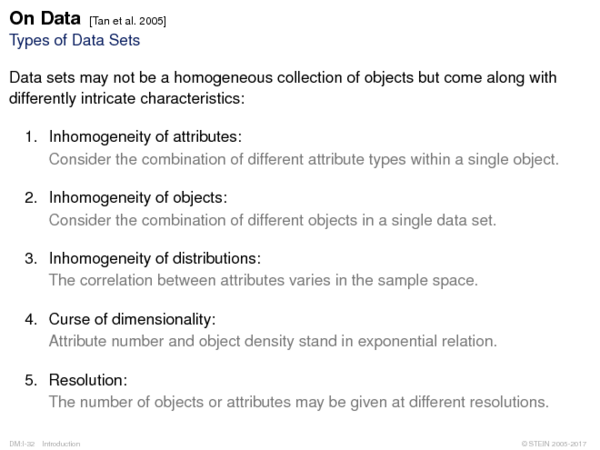 On Data [Tan et al. 2005]
Types of Data Sets
Data sets may not be a homogeneous collection of objects but come along with
differently intricate characteristics:
1. Inhomogeneity of attributes:
Consider the combination of different attribute types within a single object.
2. Inhomogeneity of objects:
Consider the combination of different objects in a single data set.
3. Inhomogeneity of distributions:
The correlation between attributes varies in the sample space.
4. Curse of dimensionality:
Attribute number and object density stand in exponential relation.
5. Resolution:
The number of objects or attributes may be given at different resolutions.
DM:I-32 Introduction © STEIN 2005-2017